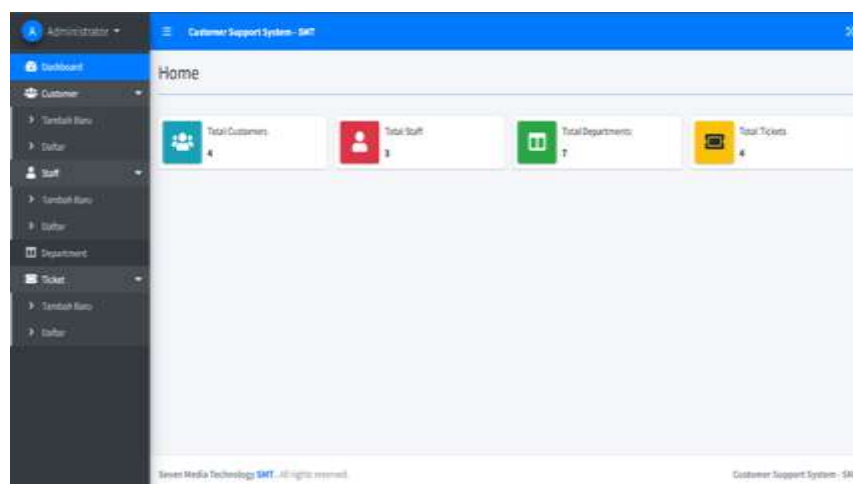 A Administrator
Customer Support System - SMT
Dashboard
Home
Customer
Tambah Baru
Daftar
Staff
Tambah Baru
Daftar
Department
Ticket
Tambah Baru
Daftar
Total Customers
4
Total Staff
3
Total Departments
7
Total Tickets
4
Seven Media Technology SMT. All rights reserved.
Customer Support System - SM